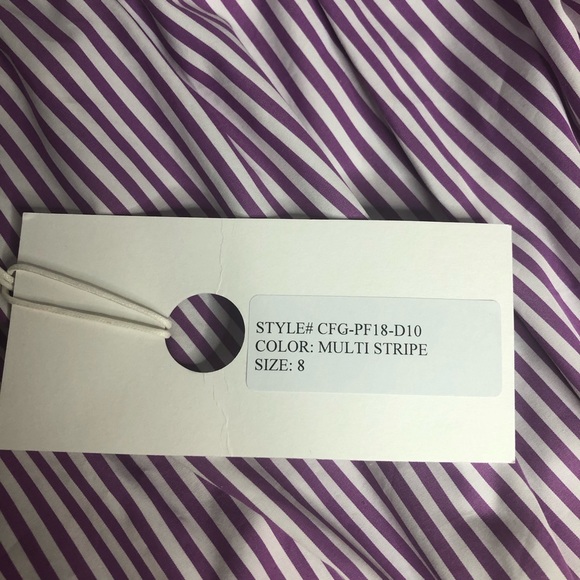 STYLE# CFG-PF18-D10
COLOR: MULTI STRIPE
SIZE: 8